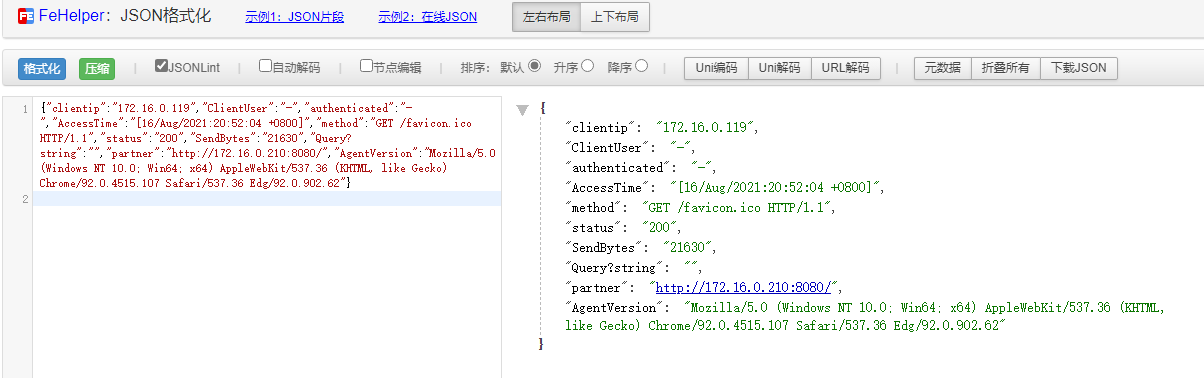 FeHelper：JSON格式化 示例1：JSON片段 示例2：在线JSON 左右布局 上下布局
格式化 压缩 | JSONLint | 自动解码 | 节点编辑 | 排序： 默认 升序 降序 | Uni编码 Uni解码 URL解码 | 元数据 折叠所有 下载JSON
1 {"clientip":"172.16.0.119","ClientUser":"-","authenticated":"-
","AccessTime":"[16/Aug/2021:20:52:04 +0800]","method":"GET /favicon.ico
HTTP/1.1","status":"200","SendBytes":"21630","Query?
string":"","partner":"http://172.16.0.210:8080/","AgentVersion":"Mozilla/5.0
(Windows NT 10.0; Win64; x64) AppleWebKit/537.36 (KHTML, like Gecko)
Chrome/92.0.4515.107 Safari/537.36 Edg/92.0.902.62"}
2
{
"clientip": "172.16.0.119",
"ClientUser": "-",
"authenticated": "-",
"AccessTime": "[16/Aug/2021:20:52:04 +0800]",
"method": "GET /favicon.ico HTTP/1.1",
"status": "200",
"SendBytes": "21630",
"Query?string": "",
"partner": "http://172.16.0.210:8080/",
"AgentVersion": "Mozilla/5.0 (Windows NT 10.0; Win64; x64) AppleWebKit/537.36 (KHTML,
like Gecko) Chrome/92.0.4515.107 Safari/537.36 Edg/92.0.902.62"
}